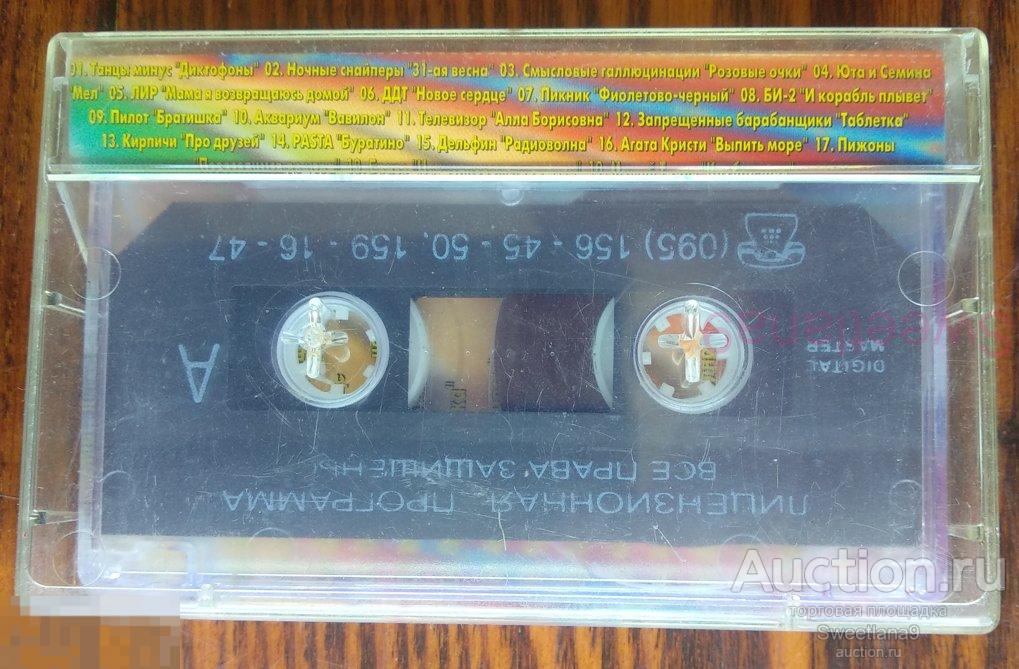 01. Танцы минус "Диктофоны" 02. Ночные снайперы "31-ая весна" 03. Смысловые галлюцинации "Розовые очки" 04. Юта и Семина
Мел" 05. ЛИР "Мама я возвращаюсь домой" 06. ДДТ "Новое сердце" 07. Пикник "Фиолетово-черный" 08. БИ-2 "И корабль плывет"
09. Пилот "Братишка" 10. Аквариум "Вавилон" 11. Телевизор "Алла Борисовна" 12. Запрещенные барабанщики "Таблетка"
13. Кирпичи "Про друзей" 14. PASTA "Буратино" 15. Дельфин "Радиоволна" 16. Агата Кристи "Выпить море" 17. Пижоны
(095) 156 - 45 - 50, 159 - 16 - 47
A
DIGITAL
MASTER
ВСЕ ПРАВА ЗАЩИЩЕНЫ
ЛИЦЕНЗИОННАЯ ПРОГРАММА
Auction.ru
торговая площадка
Sweetlana9
auction.ru